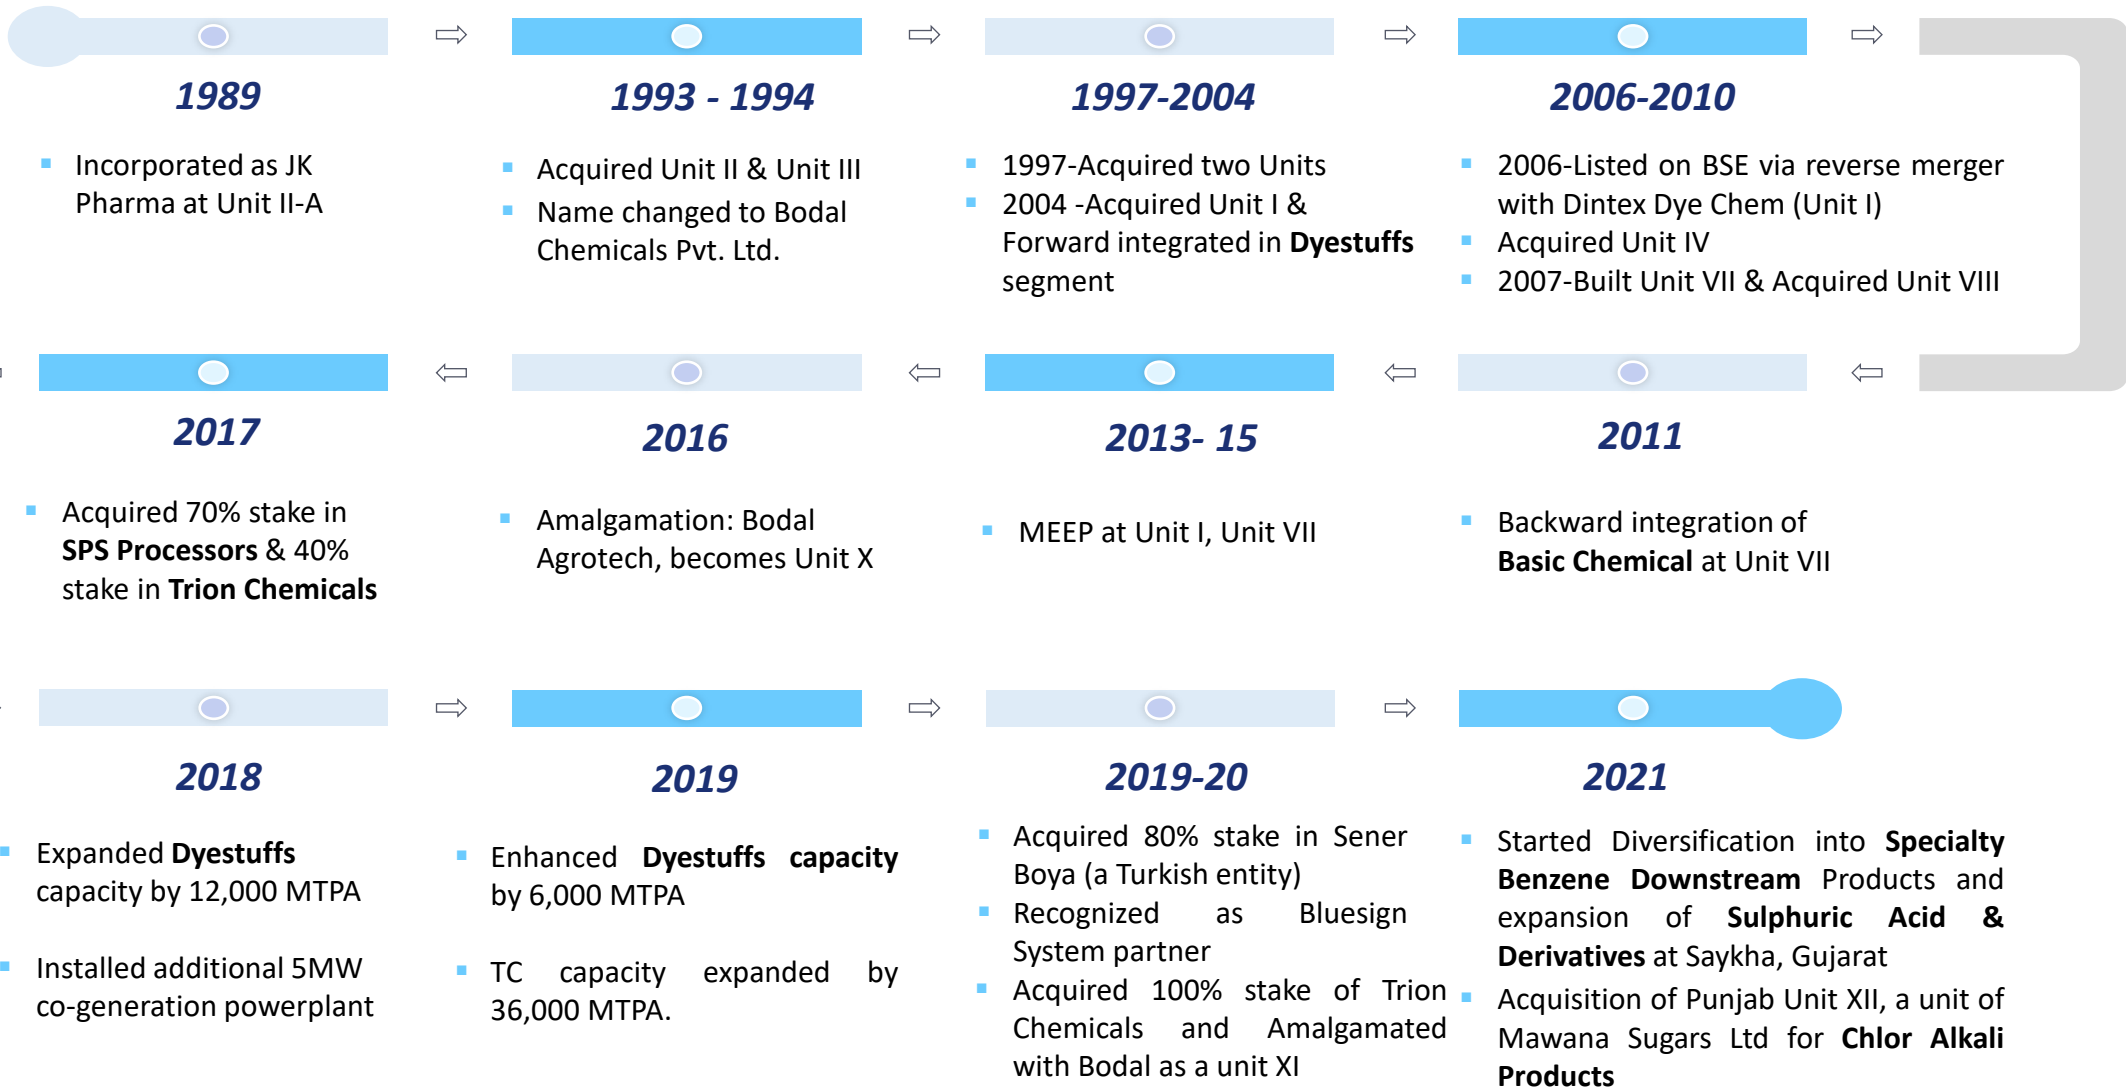 1989
Incorporated as JK
Pharma at Unit II-A
1993 - 1994
Acquired Unit II & Unit III
Name changed to Bodal
Chemicals Pvt. Ltd.
1997-2004
1997-Acquired two Units
2004 -Acquired Unit I &
Forward integrated in Dyestuffs
segment
2006-2010
2006-Listed on BSE via reverse merger
with Dintex Dye Chem (Unit I)
Acquired Unit IV
2007-Built Unit VII & Acquired Unit VIII
2011
Backward integration of
Basic Chemical at Unit VII
2013- 15
MEEP at Unit I, Unit VII
2016
Amalgamation: Bodal
Agrotech, becomes Unit X
2017
Acquired 70% stake in
SPS Processors & 40%
stake in Trion Chemicals
2018
Expanded Dyestuffs
capacity by 12,000 MTPA
Installed additional 5MW
co-generation powerplant
2019
Enhanced Dyestuffs capacity
by 6,000 MTPA
TC capacity expanded by
36,000 MTPA.
2019-20
Acquired 80% stake in Sener
Boya (a Turkish entity)
Recognized as Bluesign
System partner
Acquired 100% stake of Trion
Chemicals and Amalgamated
with Bodal as a unit XI
2021
Started Diversification into Specialty
Benzene Downstream Products and
expansion of Sulphuric Acid &
Derivatives at Saykha, Gujarat
Acquisition of Punjab Unit XII, a unit of
Mawana Sugars Ltd for Chlor Alkali
Products